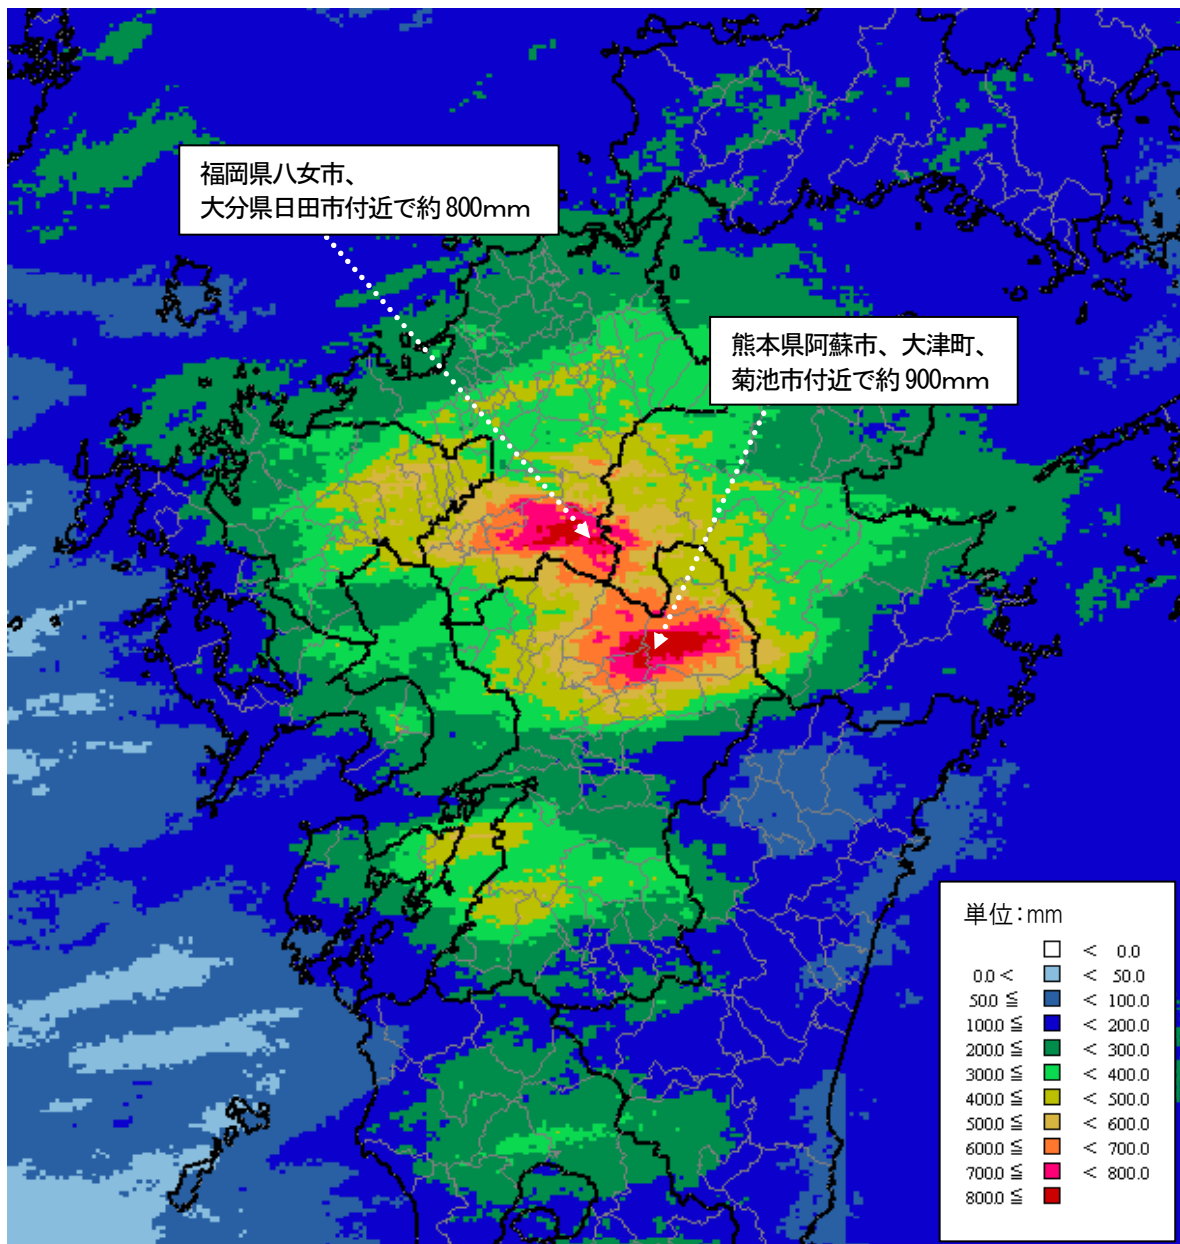 福岡県八女市、
大分県日田市付近で約800mm
熊本県阿蘇市、大津町、
菊池市付近で約900mm
単位:mm
< 0.0
0.0 < < 50.0
50.0 ≦ < 100.0
100.0 ≦ < 200.0
200.0 ≦ < 300.0
300.0 ≦ < 400.0
400.0 ≦ < 500.0
500.0 ≦ < 600.0
600.0 ≦ < 700.0
700.0 ≦ < 800.0
800.0 ≦